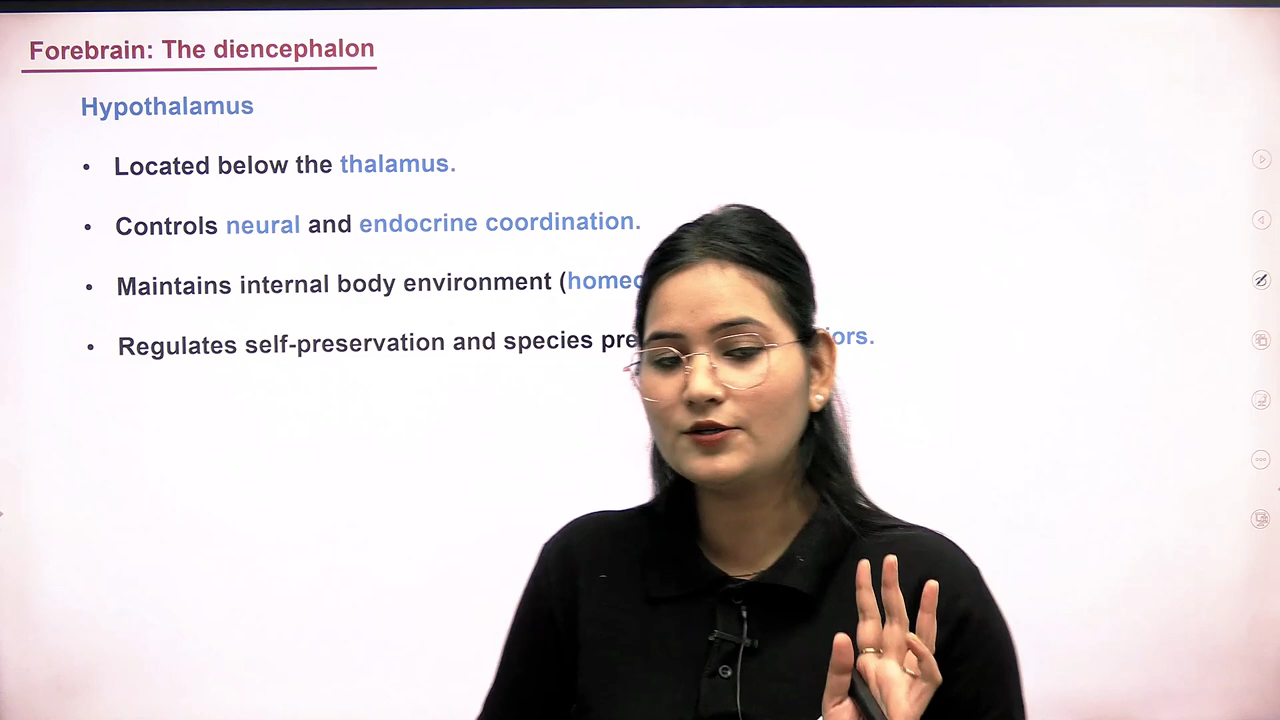 Forebrain: The diencephalon
Hypothalamus
• Located below the thalamus.
• Controls neural and endocrine coordination.
• Maintains internal body environment (
• Regulates self-preservation and species